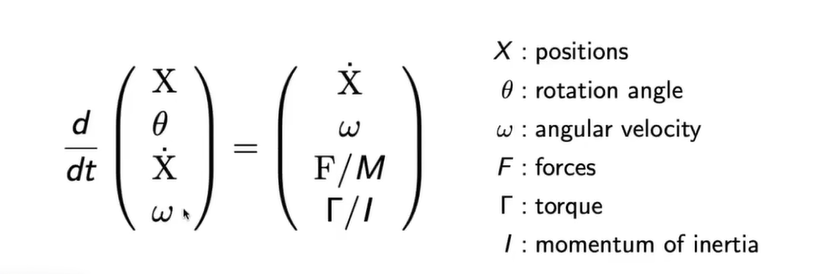 d/dt (X θ Ẋ ω) = (Ẋ ω F/M Γ/I)
X : positions
θ : rotation angle
ω : angular velocity
F : forces
Γ : torque
I : momentum of inertia